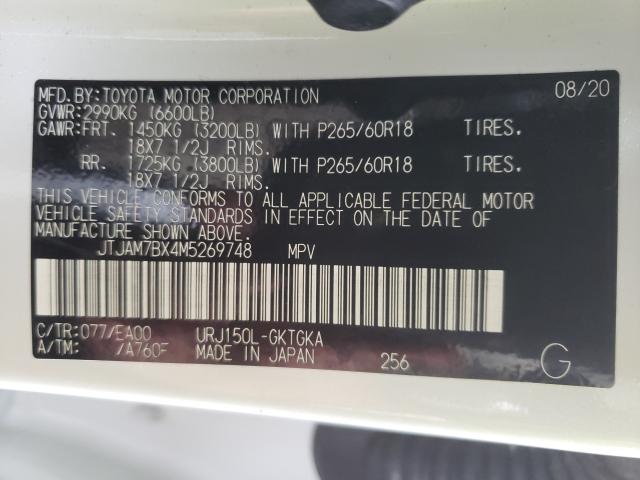 MFD.BY:TOYOTA MOTOR CORPORATION 08/20
GVWR:2990KG (6600LB)
GAWR:FRT. 1450KG (3200LB) WITH P265/60R18 TIRES.
18X7 1/2J RIMS.
RR. 1725KG (3800LB) WITH P265/60R18 TIRES.
18X7 1/2J RIMS.
THIS VEHICLE CONFORMS TO ALL APPLICABLE FEDERAL MOTOR
VEHICLE SAFETY STANDARDS IN EFFECT ON THE DATE OF
MANUFACTURE SHOWN ABOVE.
JTJAM7BX4M5269748 MPV
C/TR:077/EA00 URJ150L-GKTGKA
A/TM: /A760F MADE IN JAPAN 256 G